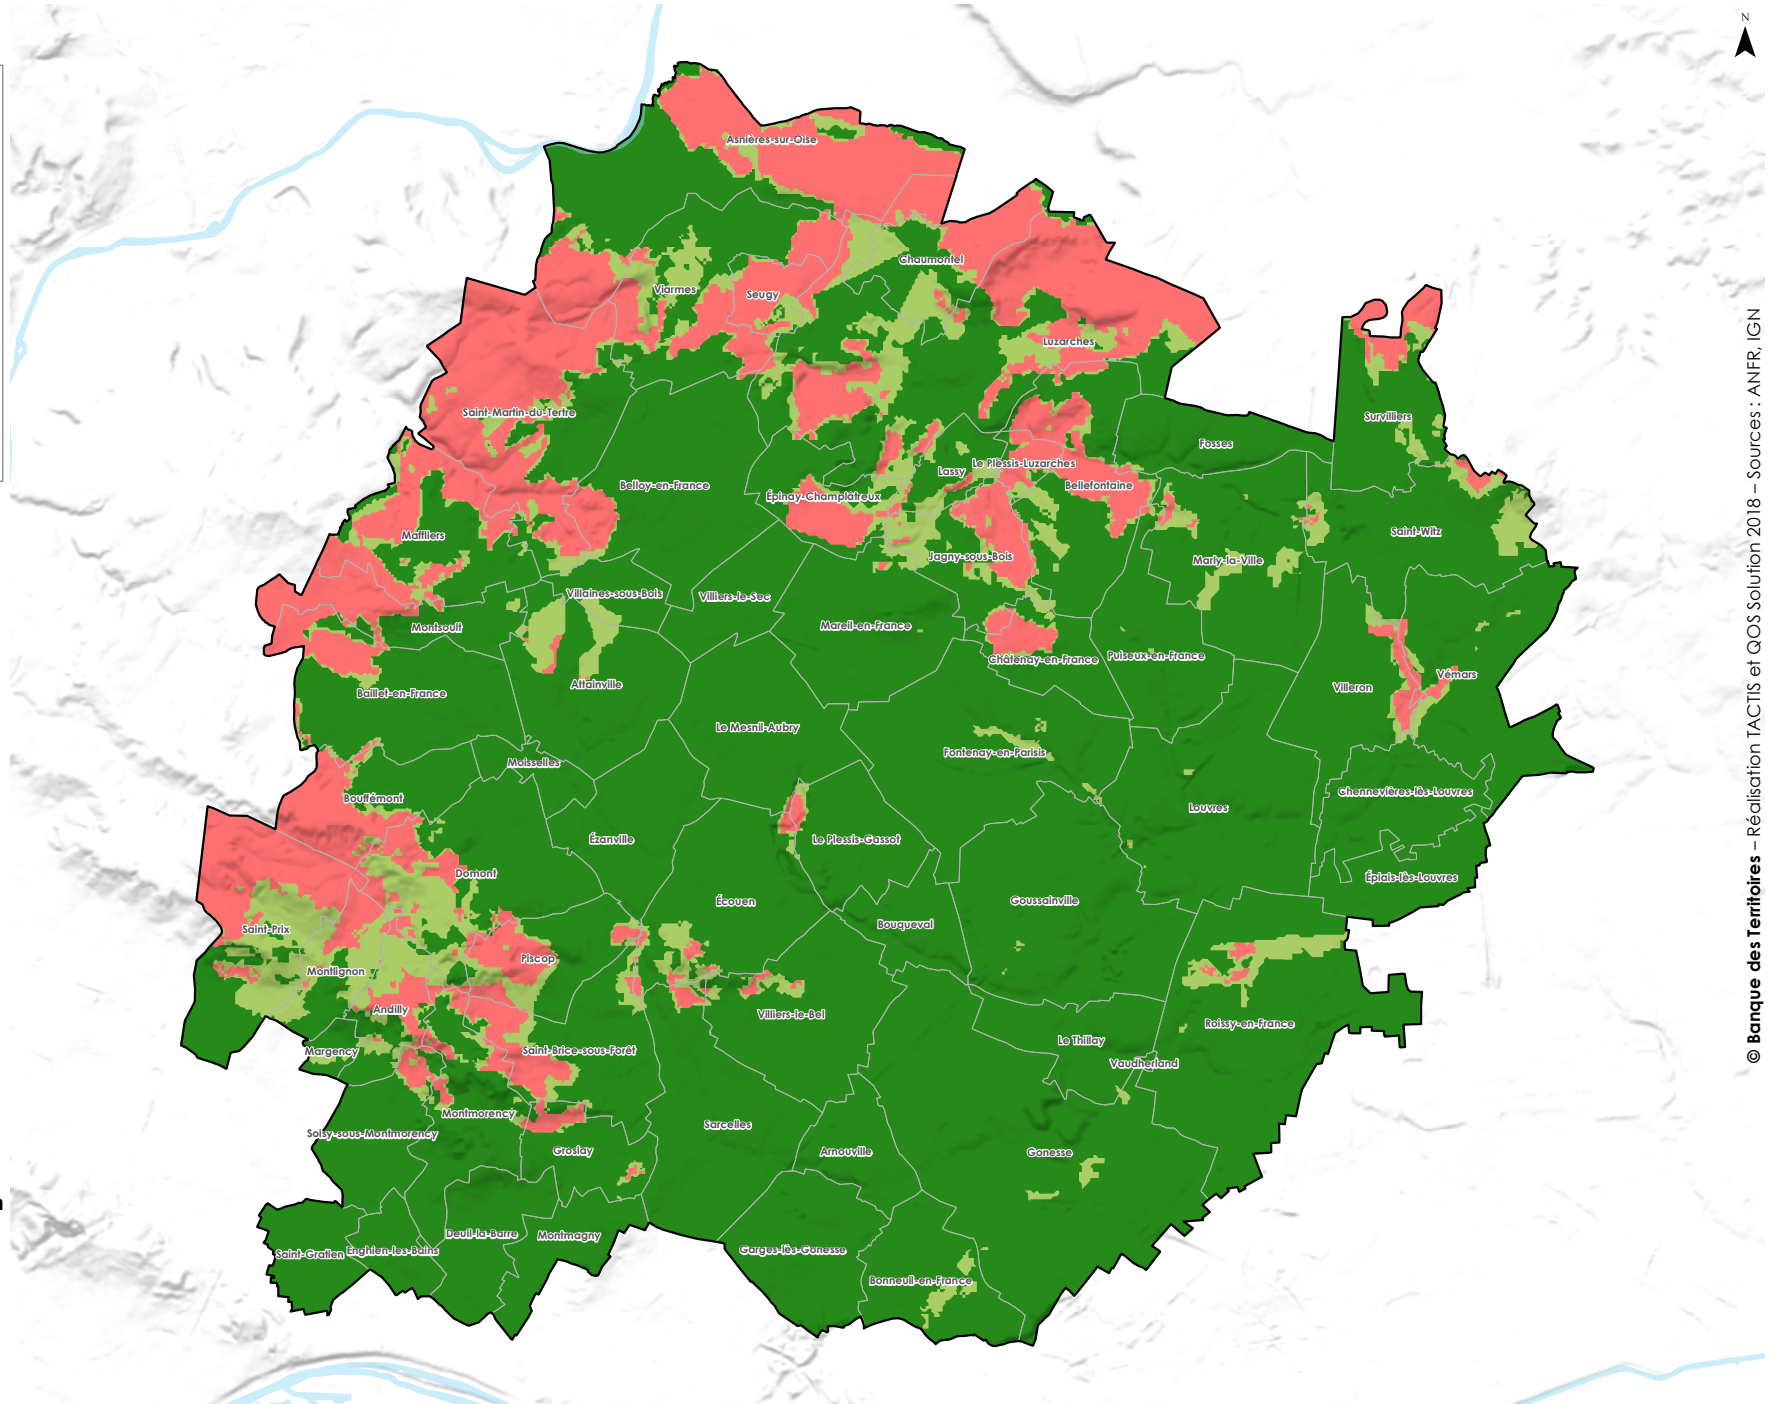 N
Asnières-sur-Oise
Chaumontel
Viarmes
Seugy
Luzarches
Saint-Martin-du-Tertre
Survilliers
Fosses
Le Plessis-Luzarches
Lassy
Belloy-en-France
Bellefontaine
Épinay-Champlâtreux
Maffliers
Saint-Witz
Jagny-sous-Bois
Marly-la-Ville
Villaines-sous-Bois
Villiers-le-Sec
Montsoult
Mareil-en-France
Châtenay-en-France
Puiseux-en-France
Vémars
Attainville
Villeron
Baillet-en-France
Le Mesnil-Aubry
Fontenay-en-Parisis
Moisselles
Chennevières-lès-Louvres
Bouffémont
Louvres
Ézanville
Le Plessis-Gassot
Domont
Épiais-lès-Louvres
Écouen
Goussainville
Bouqueval
Saint-Prix
Piscop
Montlignon
Andilly
Villiers-le-Bel
Roissy-en-France
Le Thillay
Margency
Saint-Brice-sous-Forêt
Vaudherland
Montmorency
Sarcelles
Soisy-sous-Montmorency
Groslay
Arnouville
Gonesse
Deuil-la-Barre
Montmagny
Saint-Gratien
Enghien-les-Bains
Garges-lès-Gonesse
Bonneuil-en-France
© Banque des Territoires – Réalisation TACTIS et QOS Solution 2018 – Sources : ANFR, IGN